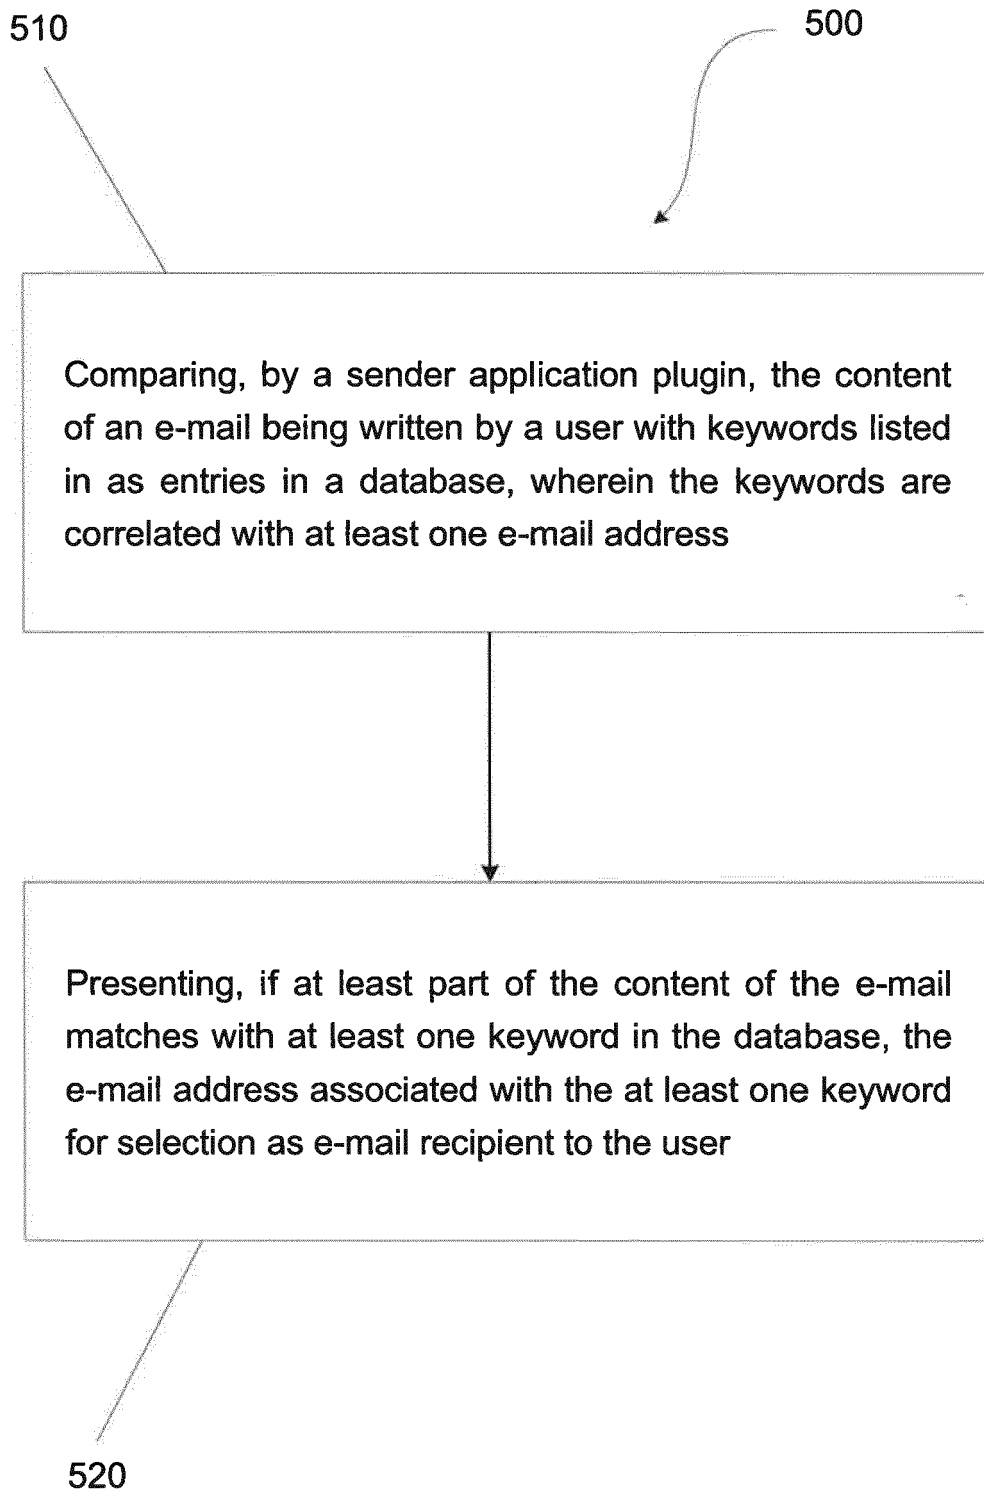 510
500
Comparing, by a sender application plugin, the content
of an e-mail being written by a user with keywords listed
in as entries in a database, wherein the keywords are
correlated with at least one e-mail address
Presenting, if at least part of the content of the e-mail
matches with at least one keyword in the database, the
e-mail address associated with the at least one keyword
for selection as e-mail recipient to the user
520